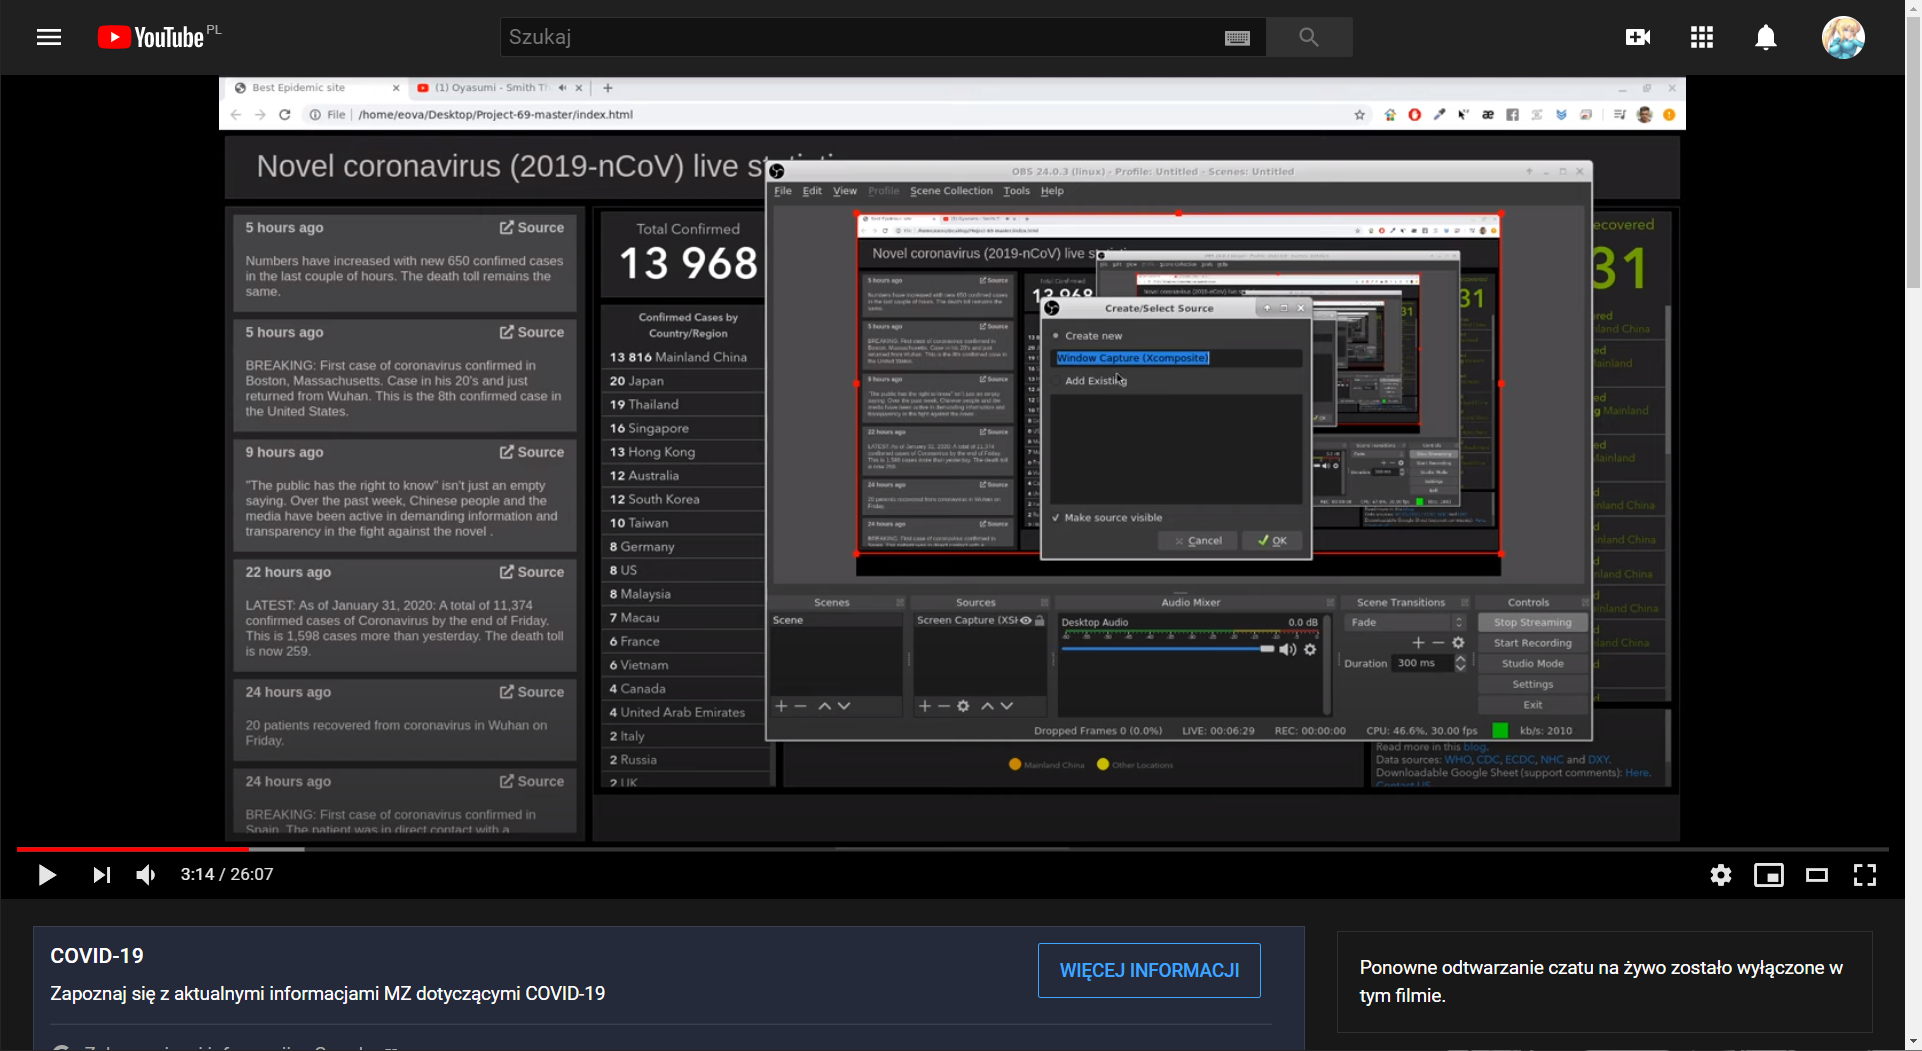 YouTube PL
Szukaj
Best Epidemic site
(1) Oyasumi - Smith Th
File
/home/eova/Desktop/Project-69-master/index.html
Novel coronavirus (2019-nCoV) live
5 hours ago
Source
Numbers have increased with new 650 confimed cases
in the last couple of hours. The death toll remains the
same.
5 hours ago
Source
BREAKING: First case of coronavirus confirmed in
Boston, Massachusetts. Case in his 20's and just
returned from Wuhan. This is the 8th confirmed case in
the United States.
9 hours ago
Source
"The public has the right to know" isn't just an empty
saying. Over the past week, Chinese people and the
media have been active in demanding information and
transparency in the fight against the novel .
22 hours ago
Source
LATEST: As of January 31, 2020: A total of 11,374
confirmed cases of Coronavirus by the end of Friday.
This is 1,598 cases more than yesterday. The death toll
is now 259.
24 hours ago
Source
20 patients recovered from coronavirus in Wuhan on
Friday.
24 hours ago
Source
BREAKING: First case of coronavirus confirmed in
Spain. The patient was in direct contact with a
Total Confirmed
13 968
Confirmed Cases by
Country/Region
13 816 Mainland China
20 Japan
19 Thailand
16 Singapore
13 Hong Kong
12 Australia
12 South Korea
10 Taiwan
8 Germany
8 US
8 Malaysia
7 Macau
6 France
6 Vietnam
4 Canada
4 United Arab Emirates
2 Italy
2 Russia
2 UK
OBS 24.0.3 (linux) - Profile: Untitled - Scenes: Untitled
File Edit View Profile Scene Collection Tools Help
Novel coronavirus (2019-nCoV) live s
Create/Select Source
Create new
Window Capture (Xcomposite)
Add Existing
Make source visible
Cancel
OK
Scenes
Scene
Sources
Screen Capture (XSH
Audio Mixer
Desktop Audio
0.0 dB
Scene Transitions
Fade
Duration 300 ms
Controls
Stop Streaming
Start Recording
Studio Mode
Settings
Exit
Dropped Frames 0 (0.0%)
LIVE: 00:06:29
REC: 00:00:00
CPU: 46.6%, 30.00 fps
kb/s: 2010
ecovered
31
Mainland China
Other Locations
Read more in this blog.
Data sources: WHO, CDC, ECDC, NHC and DXY.
Downloadable Google Sheet (support comments): Here.
Contact US.
3:14 / 26:07
COVID-19
Zapoznaj się z aktualnymi informacjami MZ dotyczącymi COVID-19
WIĘCEJ INFORMACJI
Ponowne odtwarzanie czatu na żywo zostało wyłączone w
tym filmie.